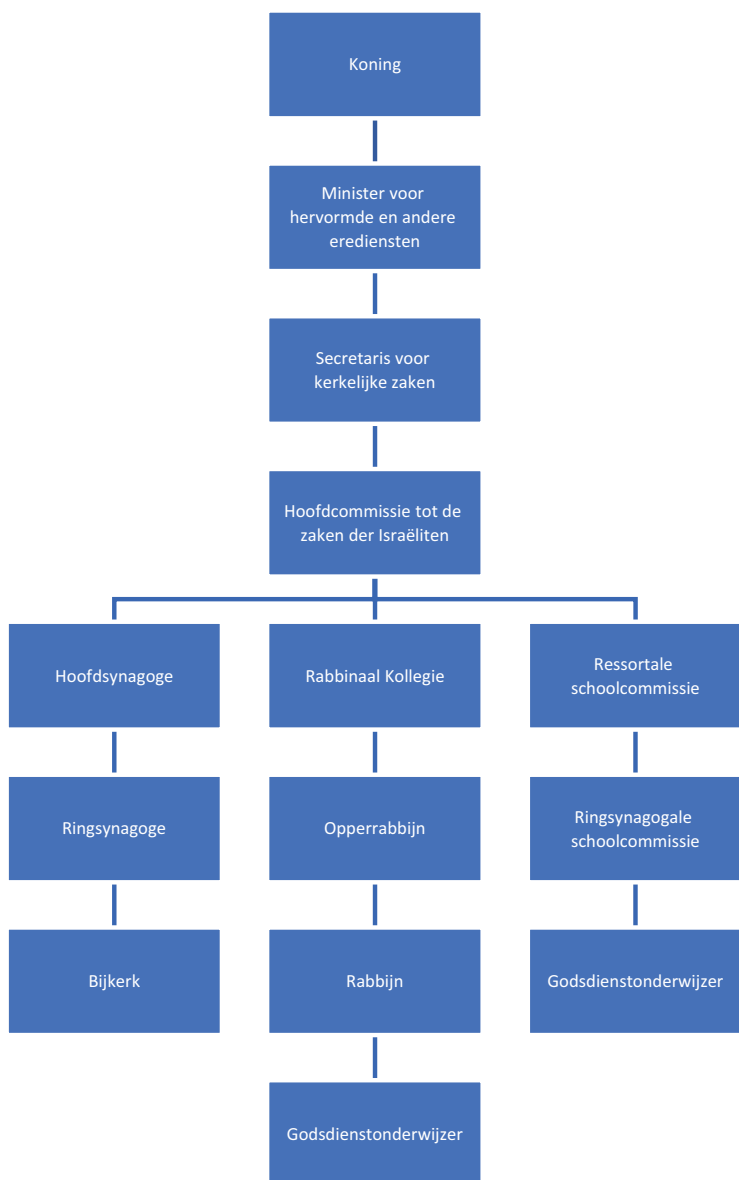 Koning
Minister voor
hervormde en andere
erediensten
Secretaris voor
kerkelijke zaken
Hoofdcommissie tot de
zaken der Israëliten
Hoofdsynagoge
Rabbinaal Kollegie
Ressortale
schoolcommissie
Ringsynagoge
Opperrabbijn
Ringsynagogale
schoolcommissie
Bijkerk
Rabbijn
Godsdienstonderwijzer
Godsdienstonderwijzer